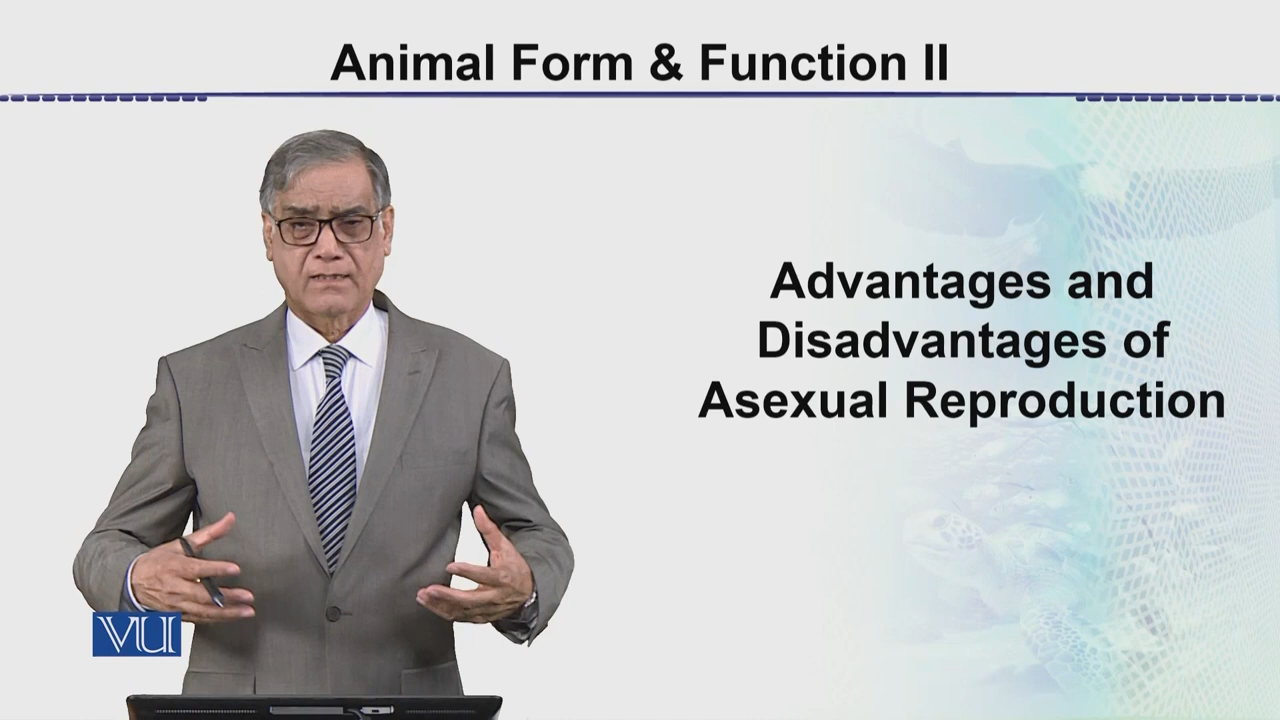 Animal Form & Function II
Advantages and
Disadvantages of
Asexual Reproduction
VU